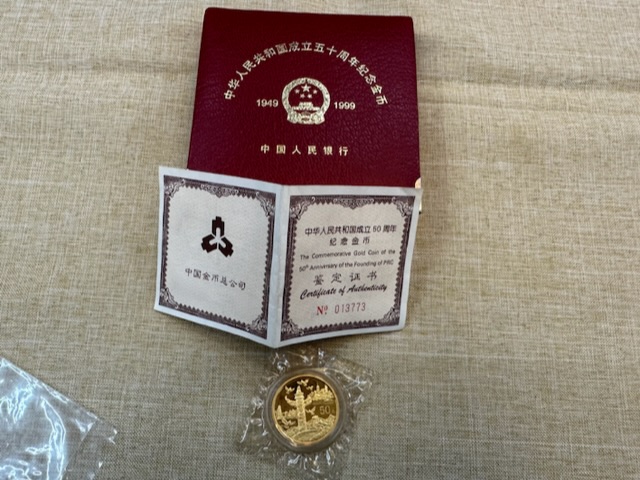 中华人民共和国成立五十周年纪念金币
1949 1999
中国人民银行
中国金币总公司
中华人民共和国成立50周年
纪念金币
The Commemorative Gold Coin of the
50th Anniversary of the Founding of PRC
鉴定证书
Certificate of Authenticity
No. 013773
50